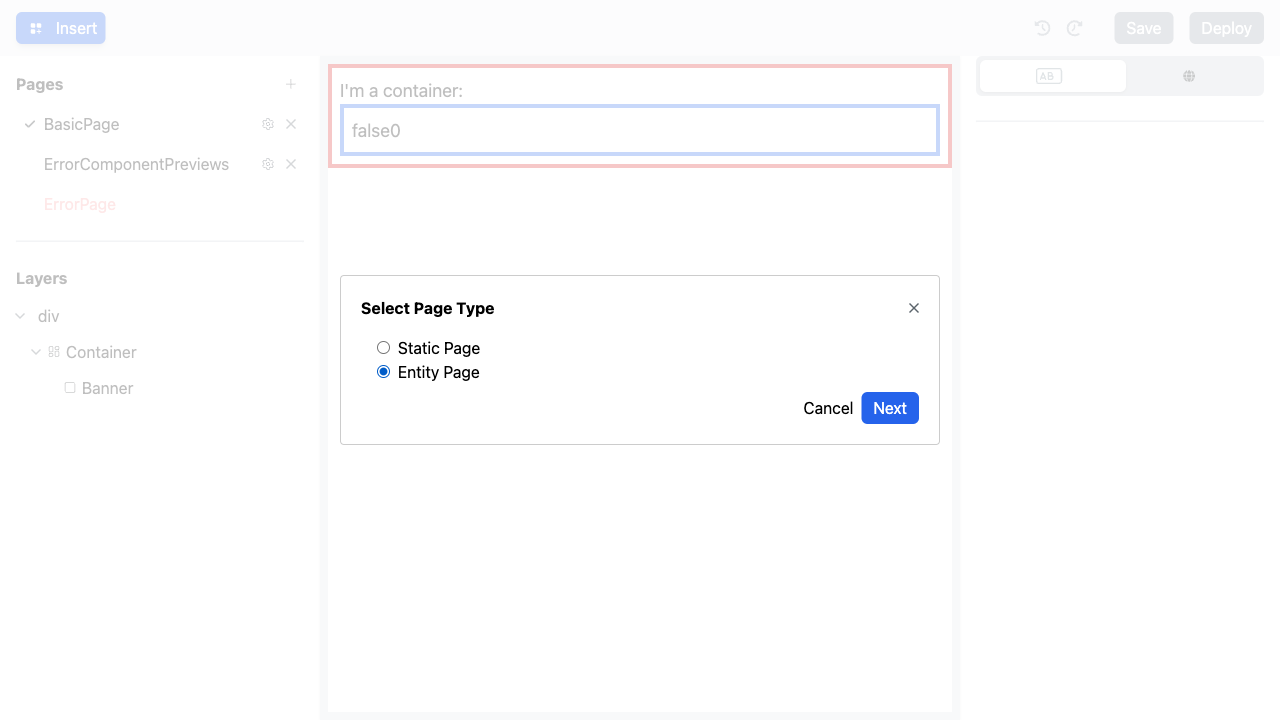 Insert
Save
Deploy
Pages
BasicPage
ErrorComponentPreviews
ErrorPage
Layers
div
Container
Banner
I'm a container:
false0
AB
Select Page Type
Static Page
Entity Page
Cancel
Next